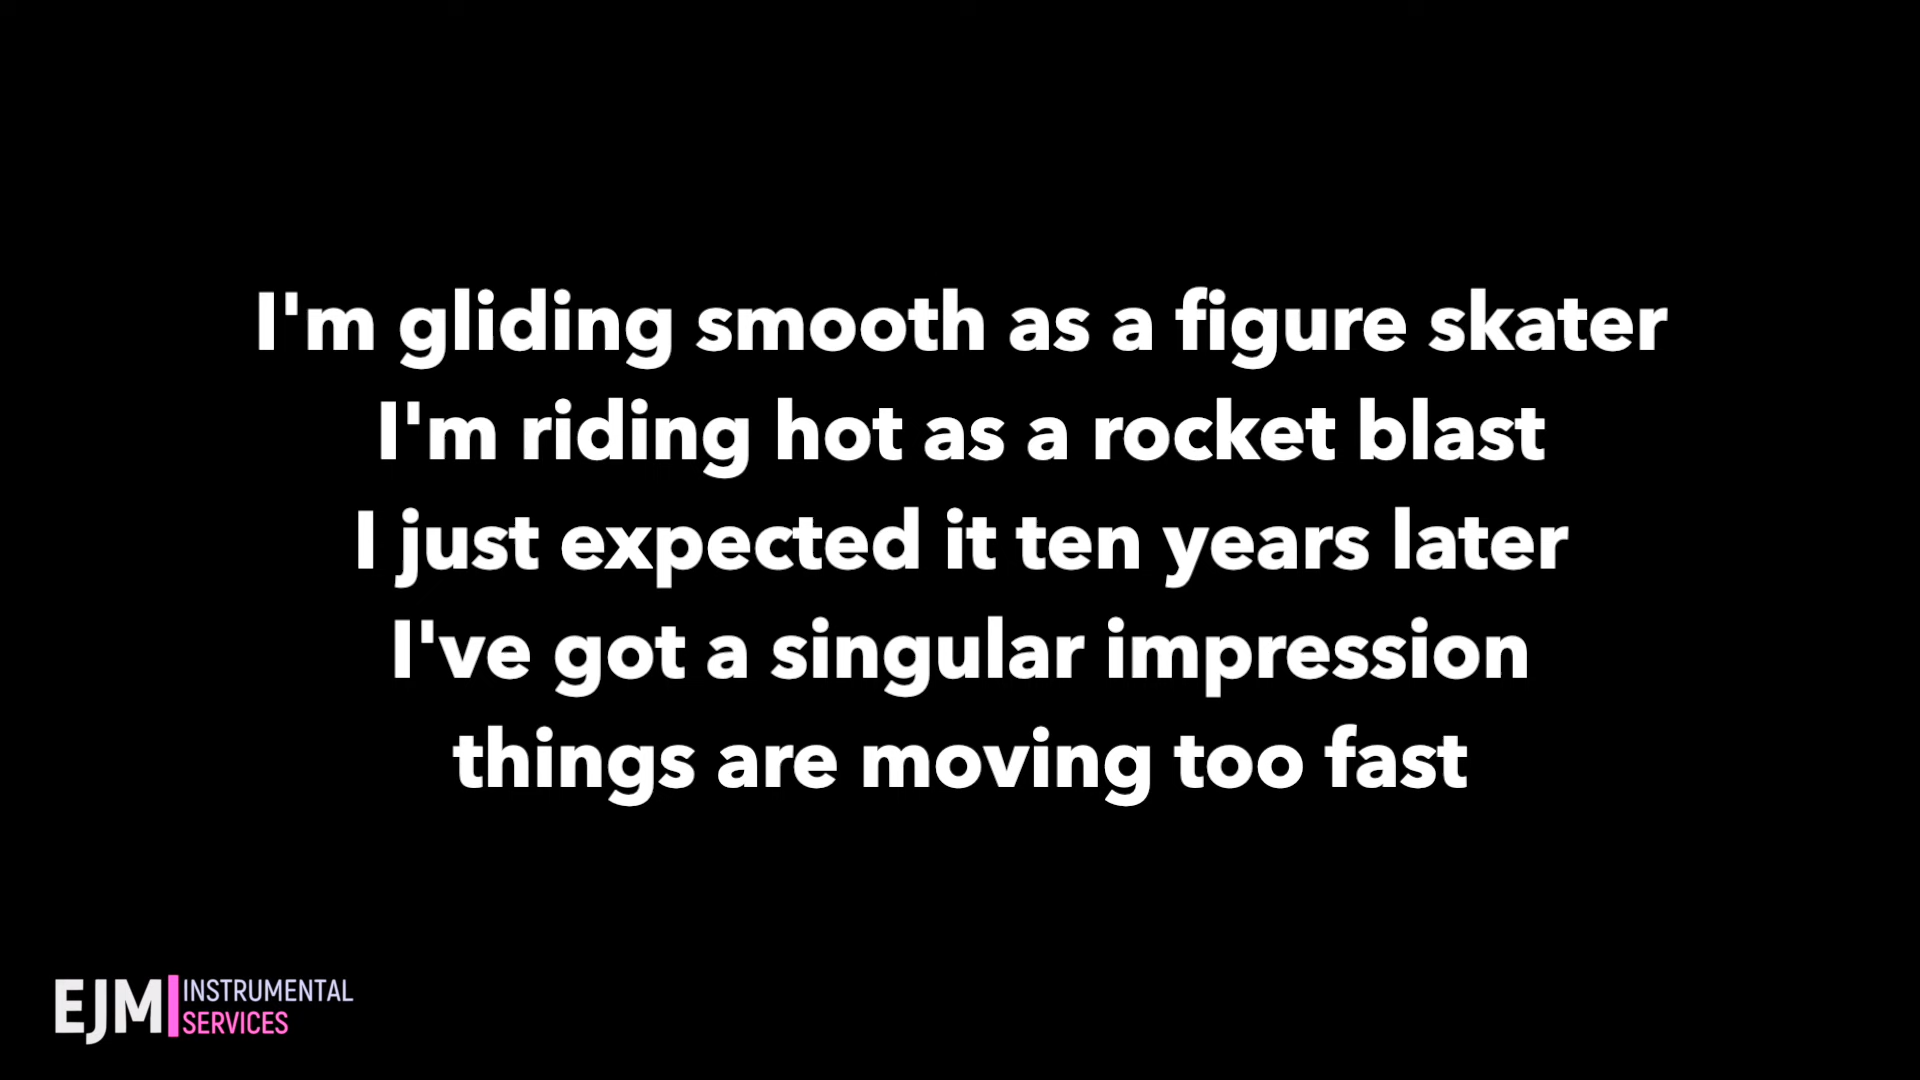 I'm gliding smooth as a figure skater
I'm riding hot as a rocket blast
I just expected it ten years later
I've got a singular impression
things are moving too fast
EJM INSTRUMENTAL
SERVICES